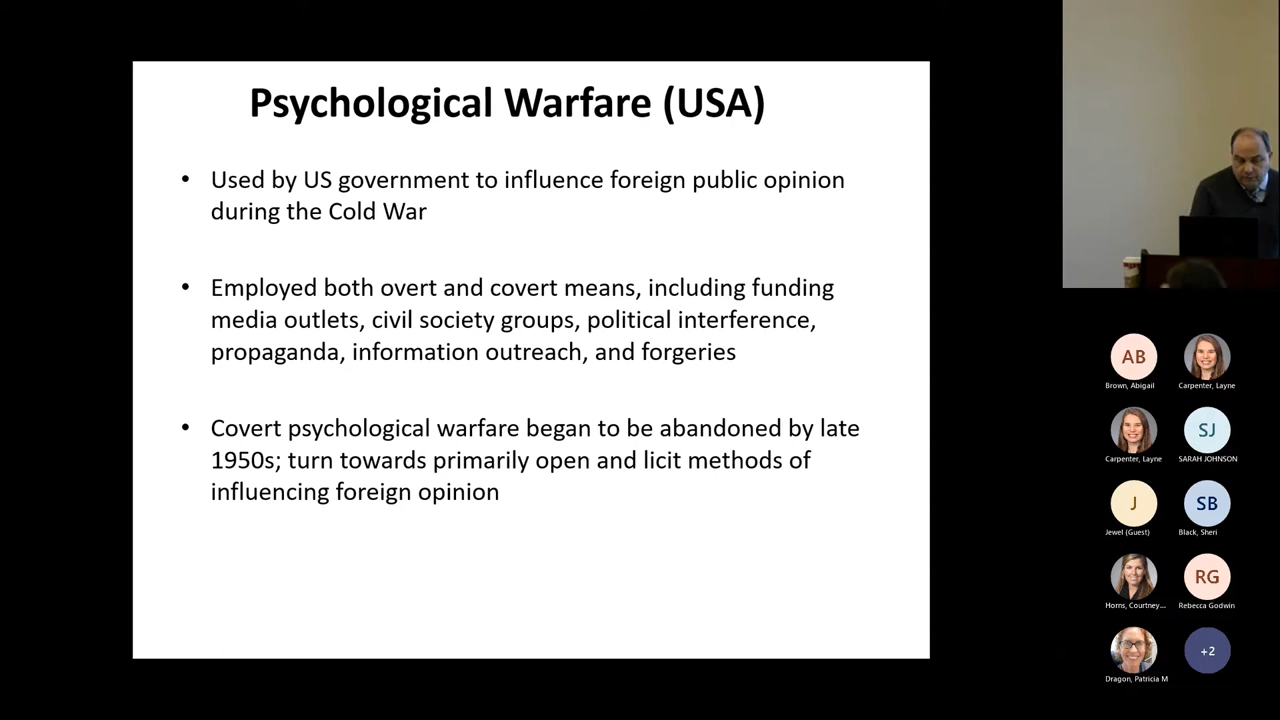 Psychological Warfare (USA)
• Used by US government to influence foreign public opinion
during the Cold War
• Employed both overt and covert means, including funding
media outlets, civil society groups, political interference,
propaganda, information outreach, and forgeries
• Covert psychological warfare began to be abandoned by late
1950s; turn towards primarily open and licit methods of
influencing foreign opinion
AB
Brown, Abigail
Carpenter, Layne
Carpenter, Layne
SJ
SARAH JOHNSON
J
Jewel (Guest)
SB
Black, Sheri
Horns, Courtney...
RG
Rebecca Godwin
Dragon, Patricia M
+2